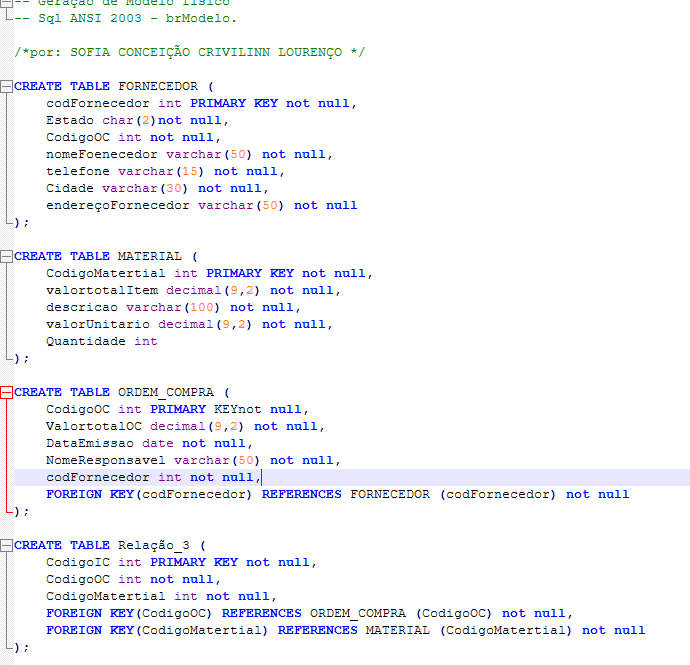 -- Geração de Modelo físico
-- Sql ANSI 2003 - brModelo.
/*por: SOFIA CONCEIÇÃO CRIVILINN LOURENÇO */
CREATE TABLE FORNECEDOR (
codFornecedor int PRIMARY KEY not null,
Estado char(2)not null,
CodigoOC int not null,
nomeFoenecedor varchar(50) not null,
telefone varchar(15) not null,
Cidade varchar(30) not null,
endereçoFornecedor varchar(50) not null
);
CREATE TABLE MATERIAL (
CodigoMatertial int PRIMARY KEY not null,
valortotalItem decimal(9,2) not null,
descricao varchar(100) not null,
valorUnitario decimal(9,2) not null,
Quantidade int
);
CREATE TABLE ORDEM_COMPRA (
CodigoOC int PRIMARY KEYnot null,
ValortotalOC decimal(9,2) not null,
DataEmissao date not null,
NomeResponsavel varchar(50) not null,
codFornecedor int not null,
FOREIGN KEY(codFornecedor) REFERENCES FORNECEDOR (codFornecedor) not null
);
CREATE TABLE Relação_3 (
CodigoIC int PRIMARY KEY not null,
CodigoOC int not null,
CodigoMatertial int not null,
FOREIGN KEY(CodigoOC) REFERENCES ORDEM_COMPRA (CodigoOC) not null,
FOREIGN KEY(CodigoMatertial) REFERENCES MATERIAL (CodigoMatertial) not null
);